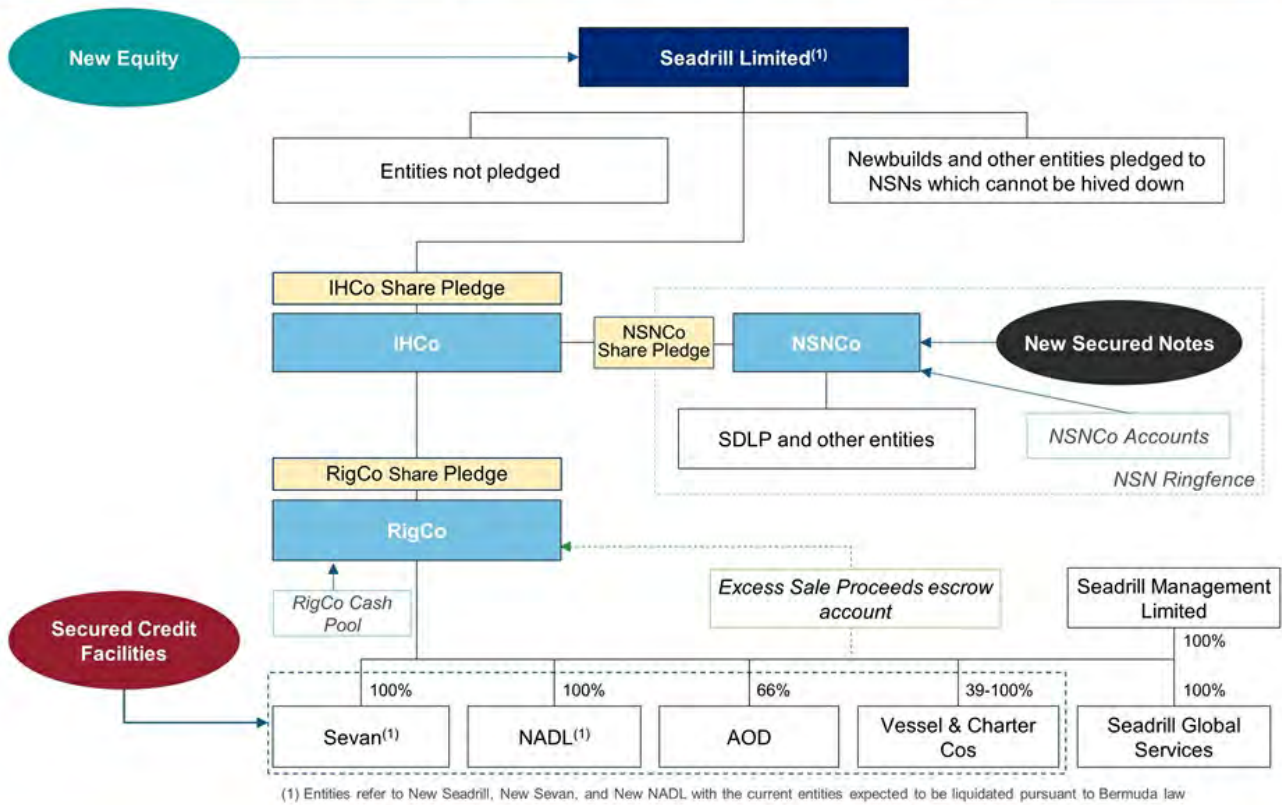 New Equity
Seadrill Limited(1)
Entities not pledged
Newbuilds and other entities pledged to
NSNs which cannot be hived down
IHCo Share Pledge
IHCo
NSNCo
Share Pledge
NSNCo
New Secured Notes
SDLP and other entities
NSNCo Accounts
NSN Ringfence
RigCo Share Pledge
RigCo
RigCo Cash
Pool
Excess Sale Proceeds escrow
account
Seadrill Management
Limited
Secured Credit
Facilities
100%
100%
100%
66%
39-100%
100%
Sevan(1)
NADL(1)
AOD
Vessel & Charter
Cos
Seadrill Global
Services
(1) Entities refer to New Seadrill, New Sevan, and New NADL with the current entities expected to be liquidated pursuant to Bermuda law